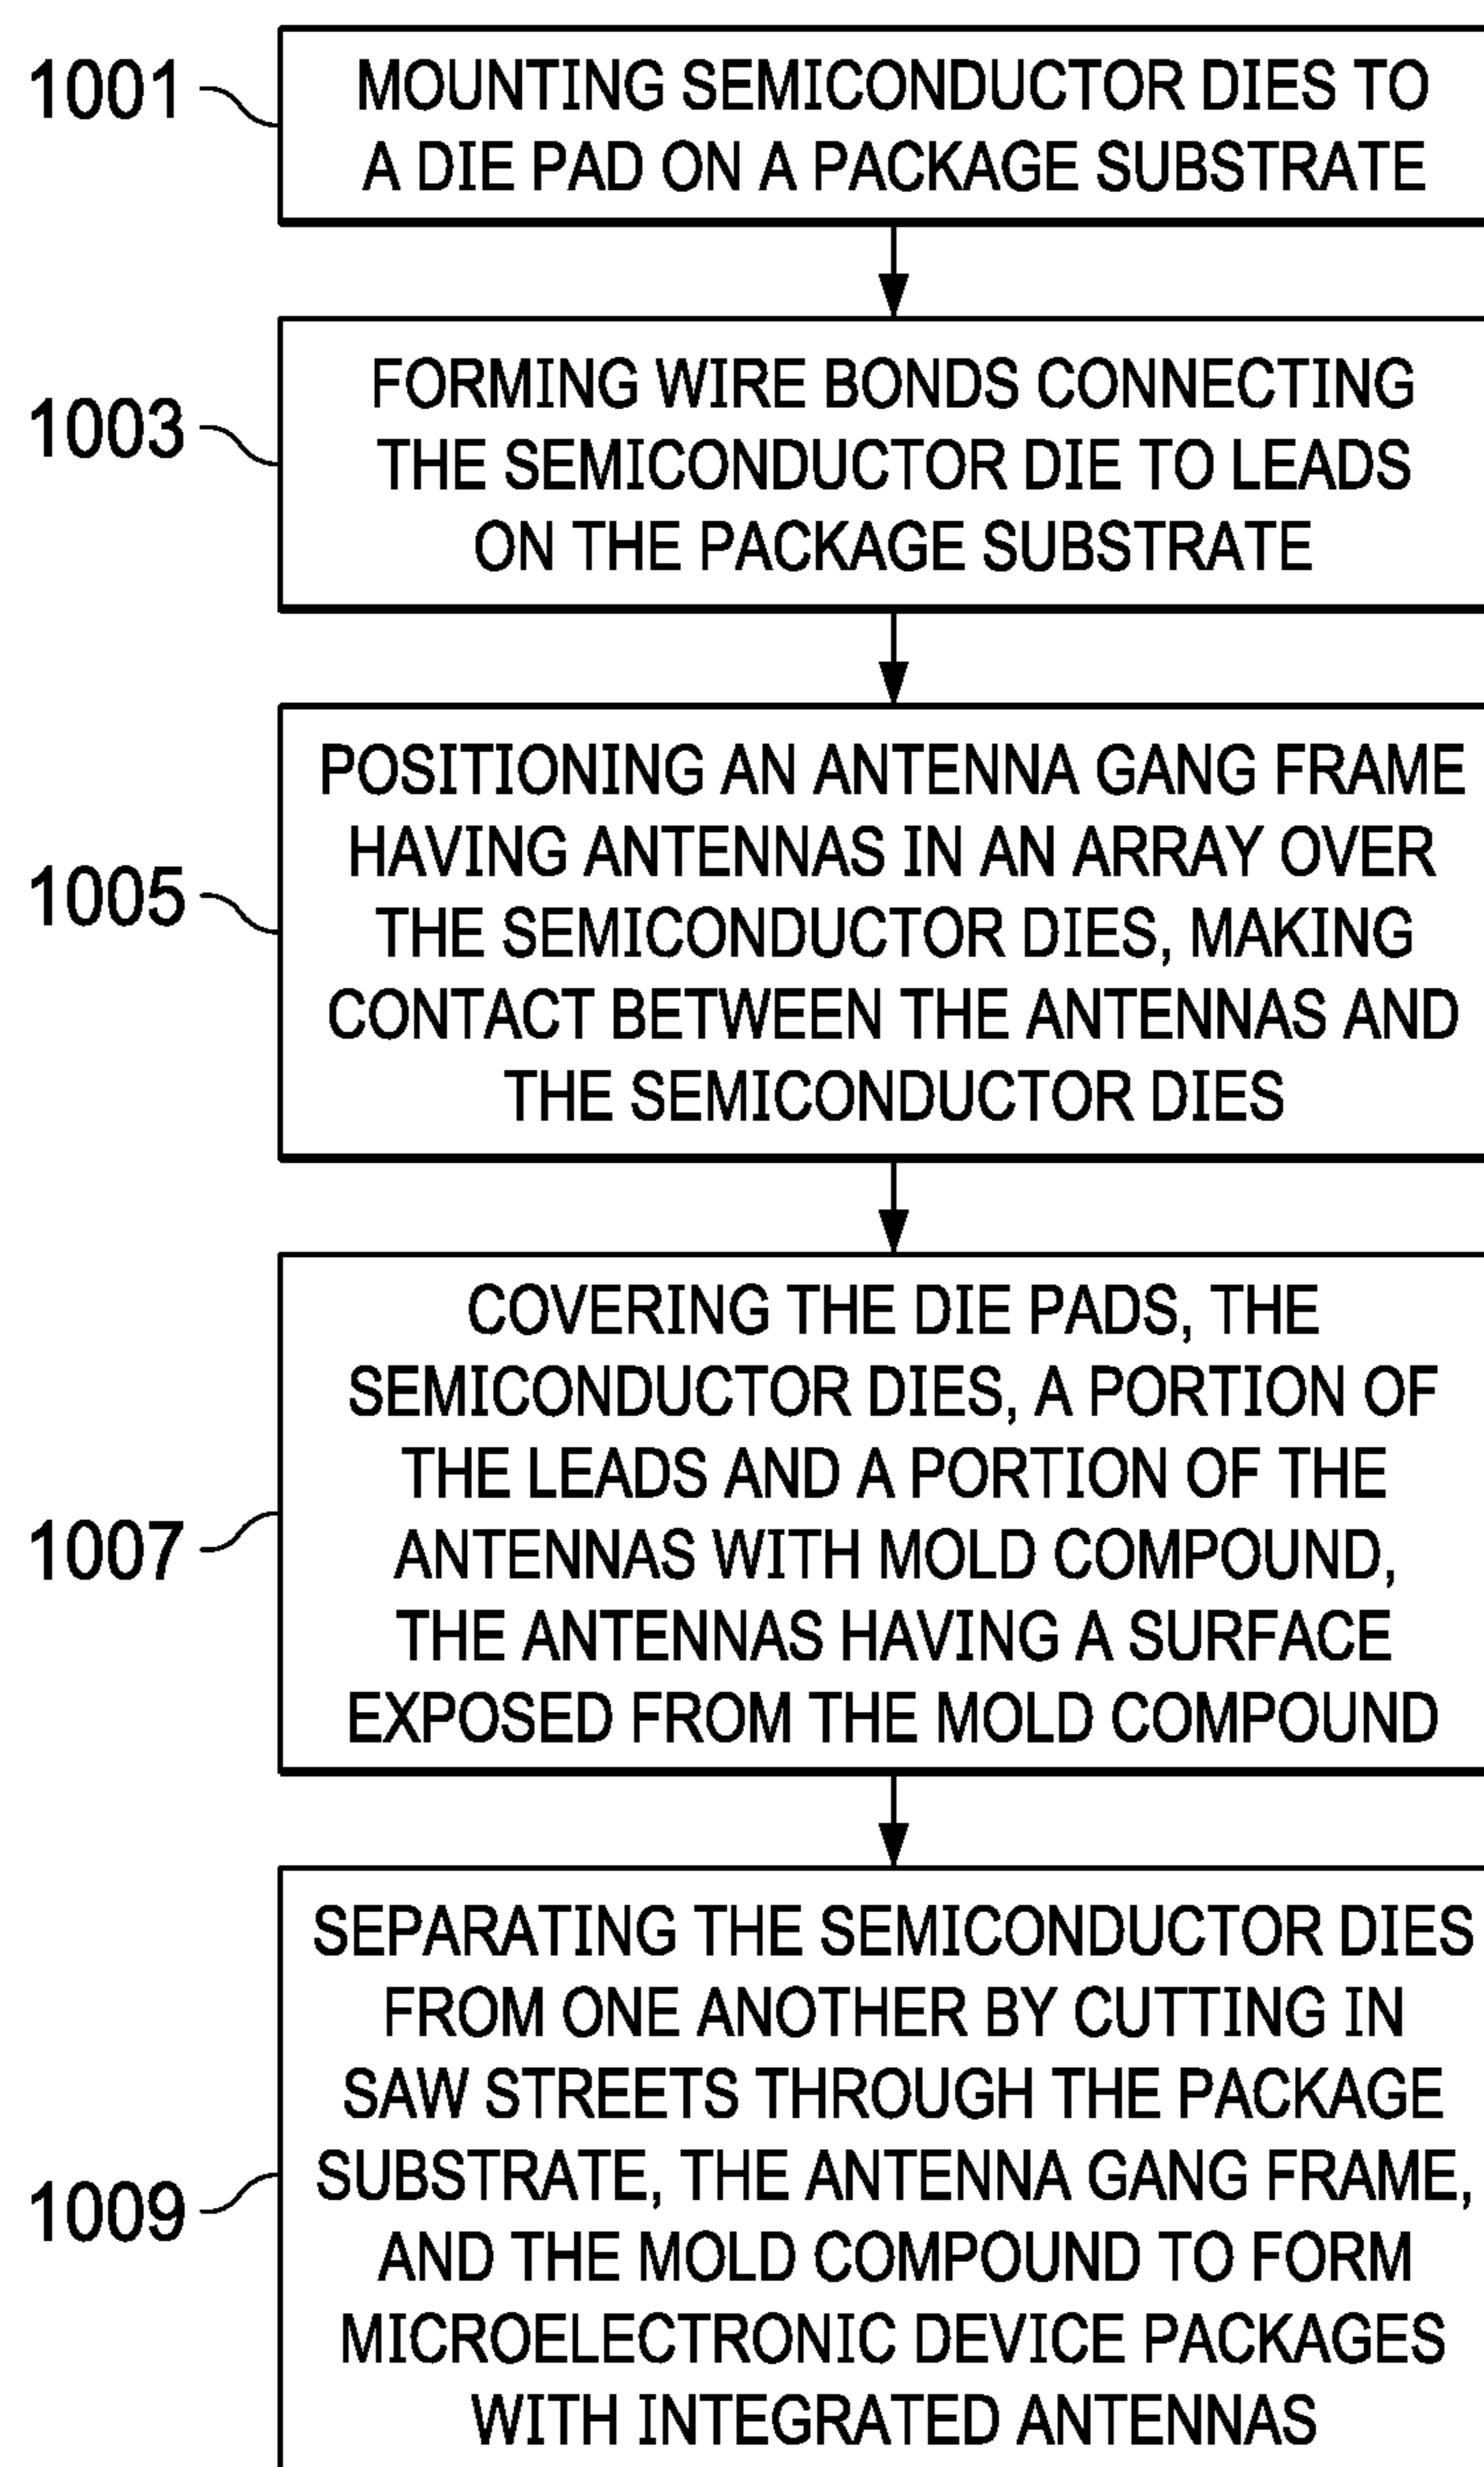 1001
MOUNTING SEMICONDUCTOR DIES TO
A DIE PAD ON A PACKAGE SUBSTRATE
1003
FORMING WIRE BONDS CONNECTING
THE SEMICONDUCTOR DIE TO LEADS
ON THE PACKAGE SUBSTRATE
1005
POSITIONING AN ANTENNA GANG FRAME
HAVING ANTENNAS IN AN ARRAY OVER
THE SEMICONDUCTOR DIES, MAKING
CONTACT BETWEEN THE ANTENNAS AND
THE SEMICONDUCTOR DIES
1007
COVERING THE DIE PADS, THE
SEMICONDUCTOR DIES, A PORTION OF
THE LEADS AND A PORTION OF THE
ANTENNAS WITH MOLD COMPOUND,
THE ANTENNAS HAVING A SURFACE
EXPOSED FROM THE MOLD COMPOUND
1009
SEPARATING THE SEMICONDUCTOR DIES
FROM ONE ANOTHER BY CUTTING IN
SAW STREETS THROUGH THE PACKAGE
SUBSTRATE, THE ANTENNA GANG FRAME,
AND THE MOLD COMPOUND TO FORM
MICROELECTRONIC DEVICE PACKAGES
WITH INTEGRATED ANTENNAS